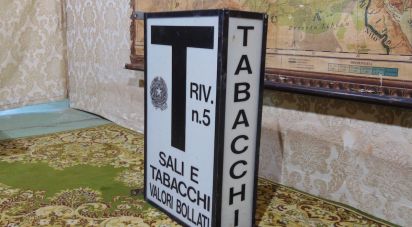 T
RIV.
n.5
SALI E
TABACCHI
VALORI BOLLATI
TABACCHI